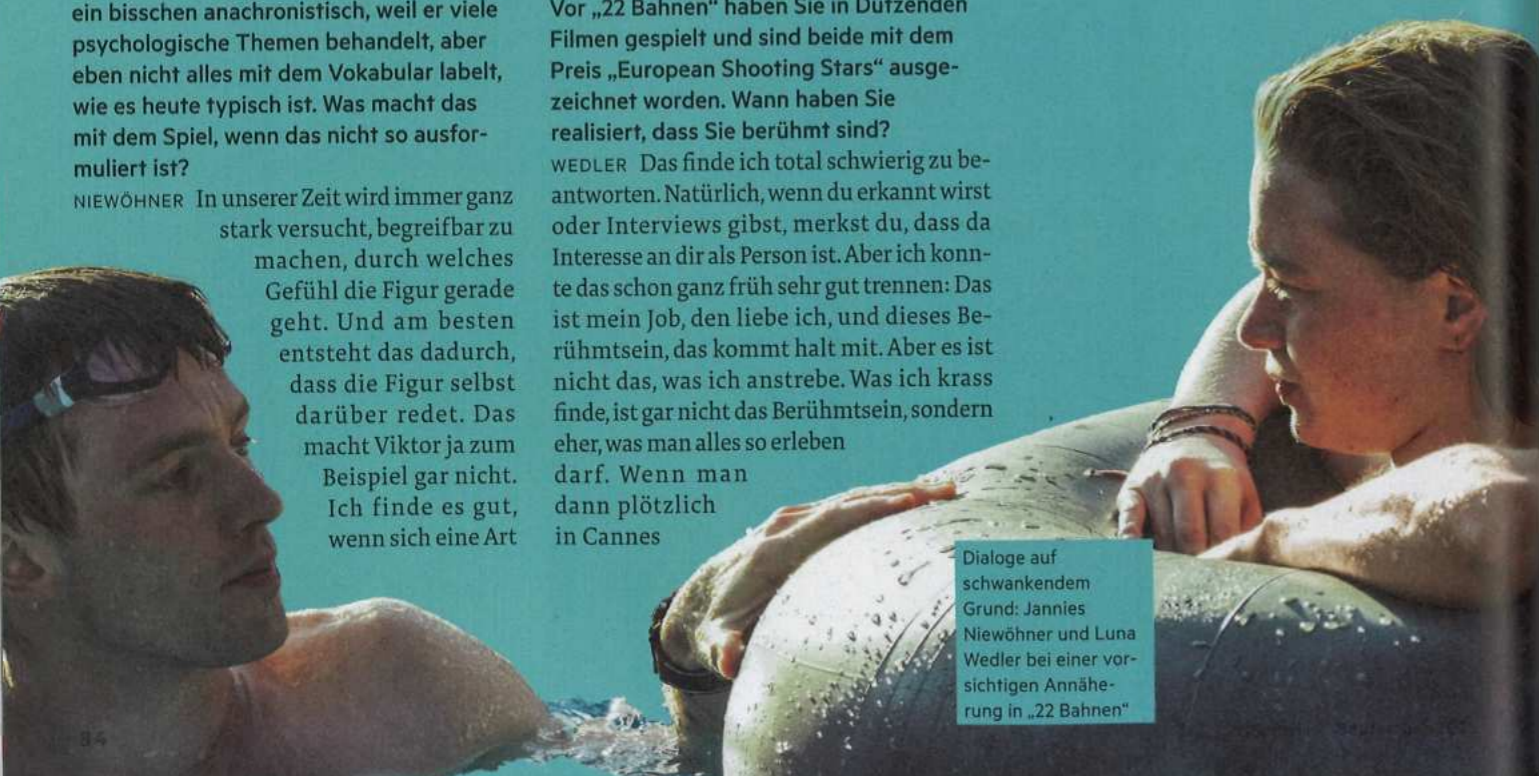 ein bisschen anachronistisch, weil er viele
psychologische Themen behandelt, aber
eben nicht alles mit dem Vokabular labelt,
wie es heute typisch ist. Was macht das
mit dem Spiel, wenn das nicht so ausfor-
muliert ist?
NIEWÖHNER In unserer Zeit wird immer ganz
stark versucht, begreifbar zu
machen, durch welches
Gefühl die Figur gerade
geht. Und am besten
entsteht das dadurch,
dass die Figur selbst
darüber redet. Das
macht Viktor ja zum
Beispiel gar nicht.
Ich finde es gut,
wenn sich eine Art
Vor „22 Bahnen“ haben Sie in Dutzenden
Filmen gespielt und sind beide mit dem
Preis „European Shooting Stars“ ausge-
zeichnet worden. Wann haben Sie
realisiert, dass Sie berühmt sind?
WEDLER Das finde ich total schwierig zu be-
antworten. Natürlich, wenn du erkannt wirst
oder Interviews gibst, merkst du, dass da
Interesse an dir als Person ist. Aber ich konn-
te das schon ganz früh sehr gut trennen: Das
ist mein Job, den liebe ich, und dieses Be-
rühmtsein, das kommt halt mit. Aber es ist
nicht das, was ich anstrebe. Was ich krass
finde, ist gar nicht das Berühmtsein, sondern
eher, was man alles so erleben
darf. Wenn man
dann plötzlich
in Cannes
Dialoge auf
schwankendem
Grund: Jannies
Niewöhner und Luna
Wedler bei einer vor-
sichtigen Annähe-
rung in „22 Bahnen“
84